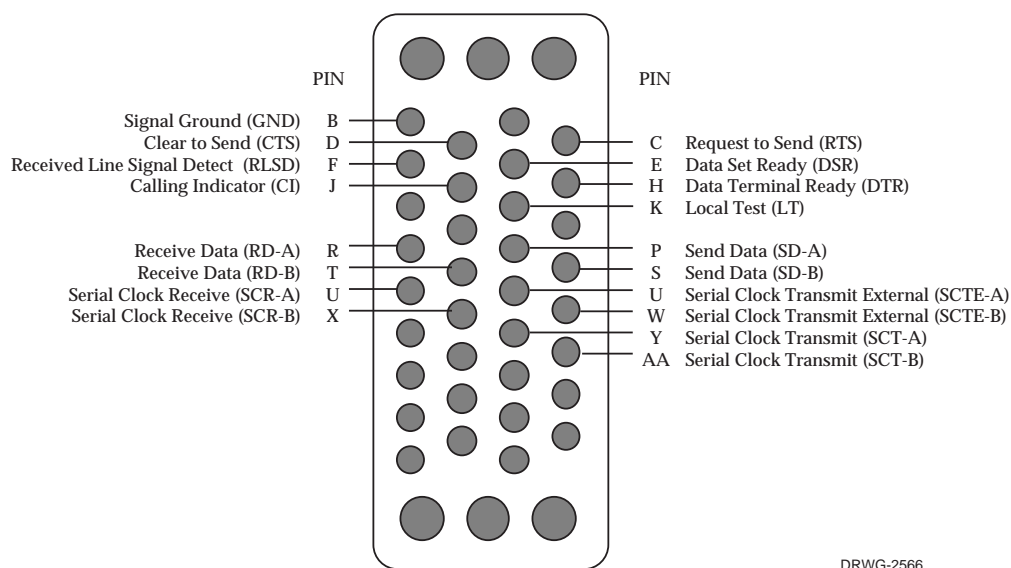 PIN
Signal Ground (GND) B
Clear to Send (CTS) D
Received Line Signal Detect (RLSD) F
Calling Indicator (CI) J
Receive Data (RD-A) R
Receive Data (RD-B) T
Serial Clock Receive (SCR-A) U
Serial Clock Receive (SCR-B) X
PIN
C Request to Send (RTS)
E Data Set Ready (DSR)
H Data Terminal Ready (DTR)
K Local Test (LT)
P Send Data (SD-A)
S Send Data (SD-B)
U Serial Clock Transmit External (SCTE-A)
W Serial Clock Transmit External (SCTE-B)
Y Serial Clock Transmit (SCT-A)
AA Serial Clock Transmit (SCT-B)
DRWG-2566